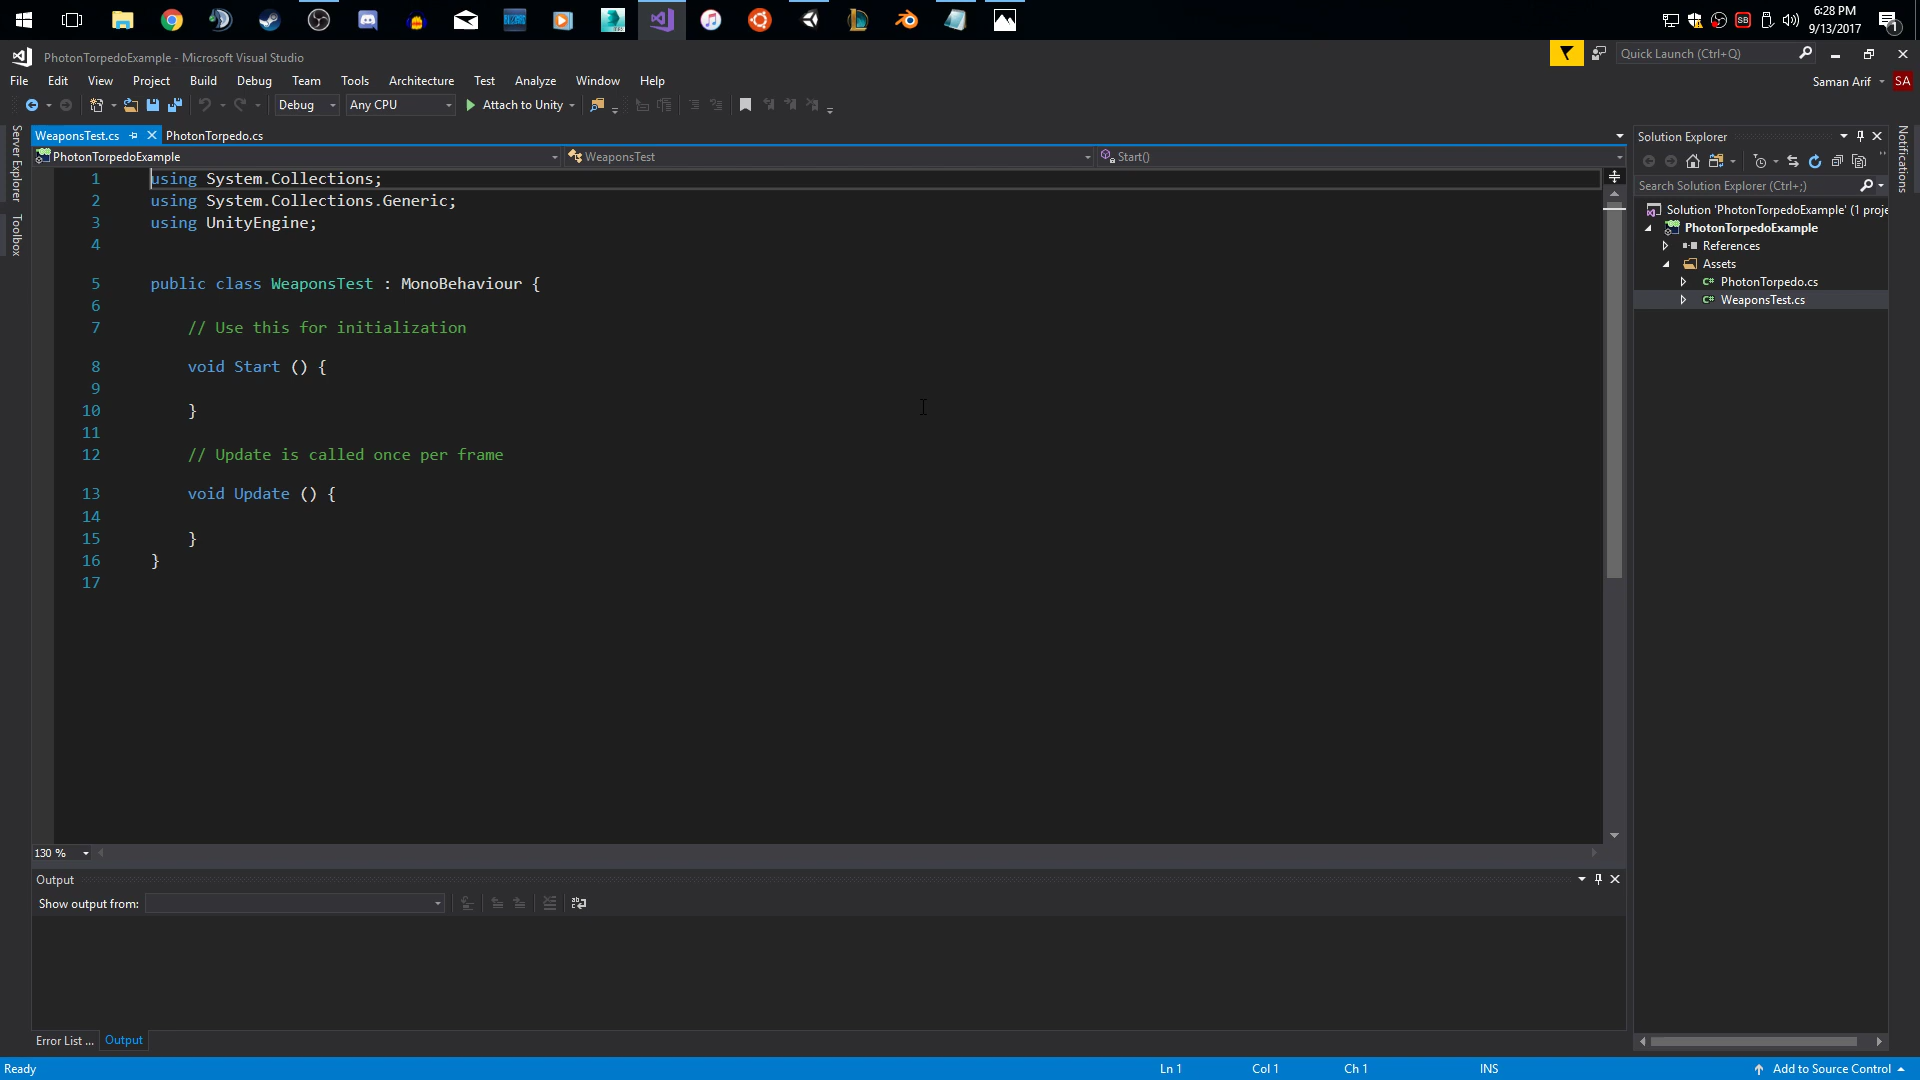 6:28 PM
9/13/2017
1
PhotonTorpedoExample - Microsoft Visual Studio
Quick Launch (Ctrl+Q)
File Edit View Project Build Debug Team Tools Architecture Test Analyze Window Help
Saman Arif SA
Debug Any CPU Attach to Unity
Server Explorer
Toolbox
WeaponsTest.cs PhotonTorpedo.cs
PhotonTorpedoExample WeaponsTest Start()
1 using System.Collections;
2 using System.Collections.Generic;
3 using UnityEngine;
4
5 public class WeaponsTest : MonoBehaviour {
6
7 // Use this for initialization
8 void Start () {
9
10 }
11
12 // Update is called once per frame
13 void Update () {
14
15 }
16 }
17
130 %
Output
Show output from:
Error List ... Output
Solution Explorer
Search Solution Explorer (Ctrl+;)
Solution 'PhotonTorpedoExample' (1 proje
PhotonTorpedoExample
References
Assets
C# PhotonTorpedo.cs
C# WeaponsTest.cs
Notifications
Ready Ln 1 Col 1 Ch 1 INS Add to Source Control